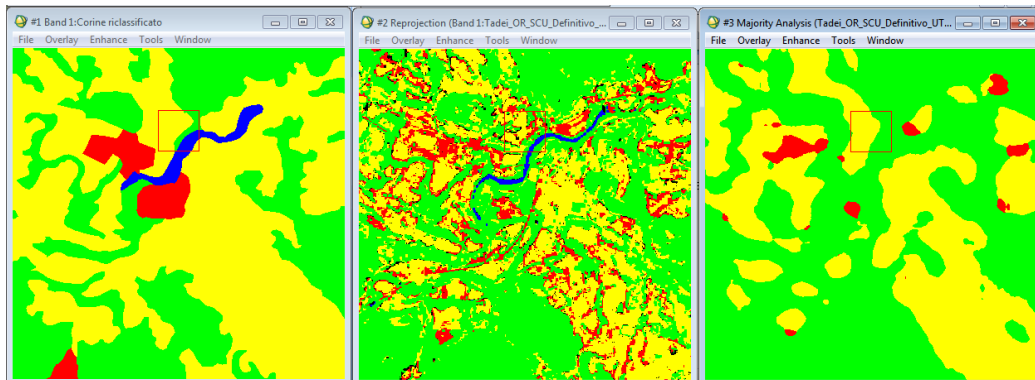 #1 Band 1:Corine riclassificato
File Overlay Enhance Tools Window
#2 Reprojection (Band 1:Tadei_OR_SCU_Definitivo_...
File Overlay Enhance Tools Window
#3 Majority Analysis (Tadei_OR_SCU_Definitivo_UT...
File Overlay Enhance Tools Window